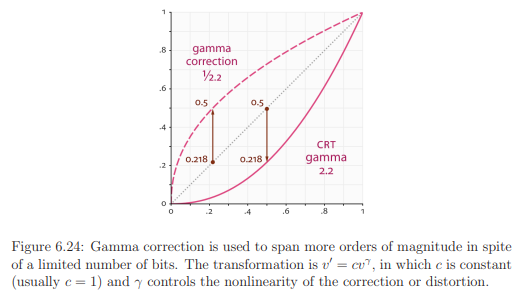 1
.8
.6
.4
.2
0
gamma
correction
1/2.2
0.5
0.5
0.218
0.218
CRT
gamma
2.2
0
.2
.4
.6
.8
1
Figure 6.24: Gamma correction is used to span more orders of magnitude in spite
of a limited number of bits. The transformation is v′ = cvᵞ, in which c is constant
(usually c = 1) and γ controls the nonlinearity of the correction or distortion.